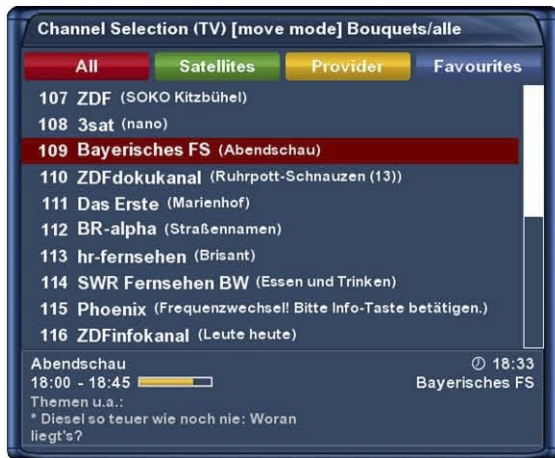 Channel Selection (TV) [move mode] Bouquets/alle
All Satellites Provider Favourites
107 ZDF (SOKO Kitzbühel)
108 3sat (nano)
109 Bayerisches FS (Abendschau)
110 ZDFdokukanal (Ruhrpott-Schnauzen (13))
111 Das Erste (Marienhof)
112 BR-alpha (Straßennamen)
113 hr-fernsehen (Brisant)
114 SWR Fernsehen BW (Essen und Trinken)
115 Phoenix (Frequenzwechsel! Bitte Info-Taste betätigen.)
116 ZDFinfokanal (Leute heute)
Abendschau 18:33
18:00 - 18:45 Bayerisches FS
Themen u.a.:
* Diesel so teuer wie noch nie: Woran
liegt's?